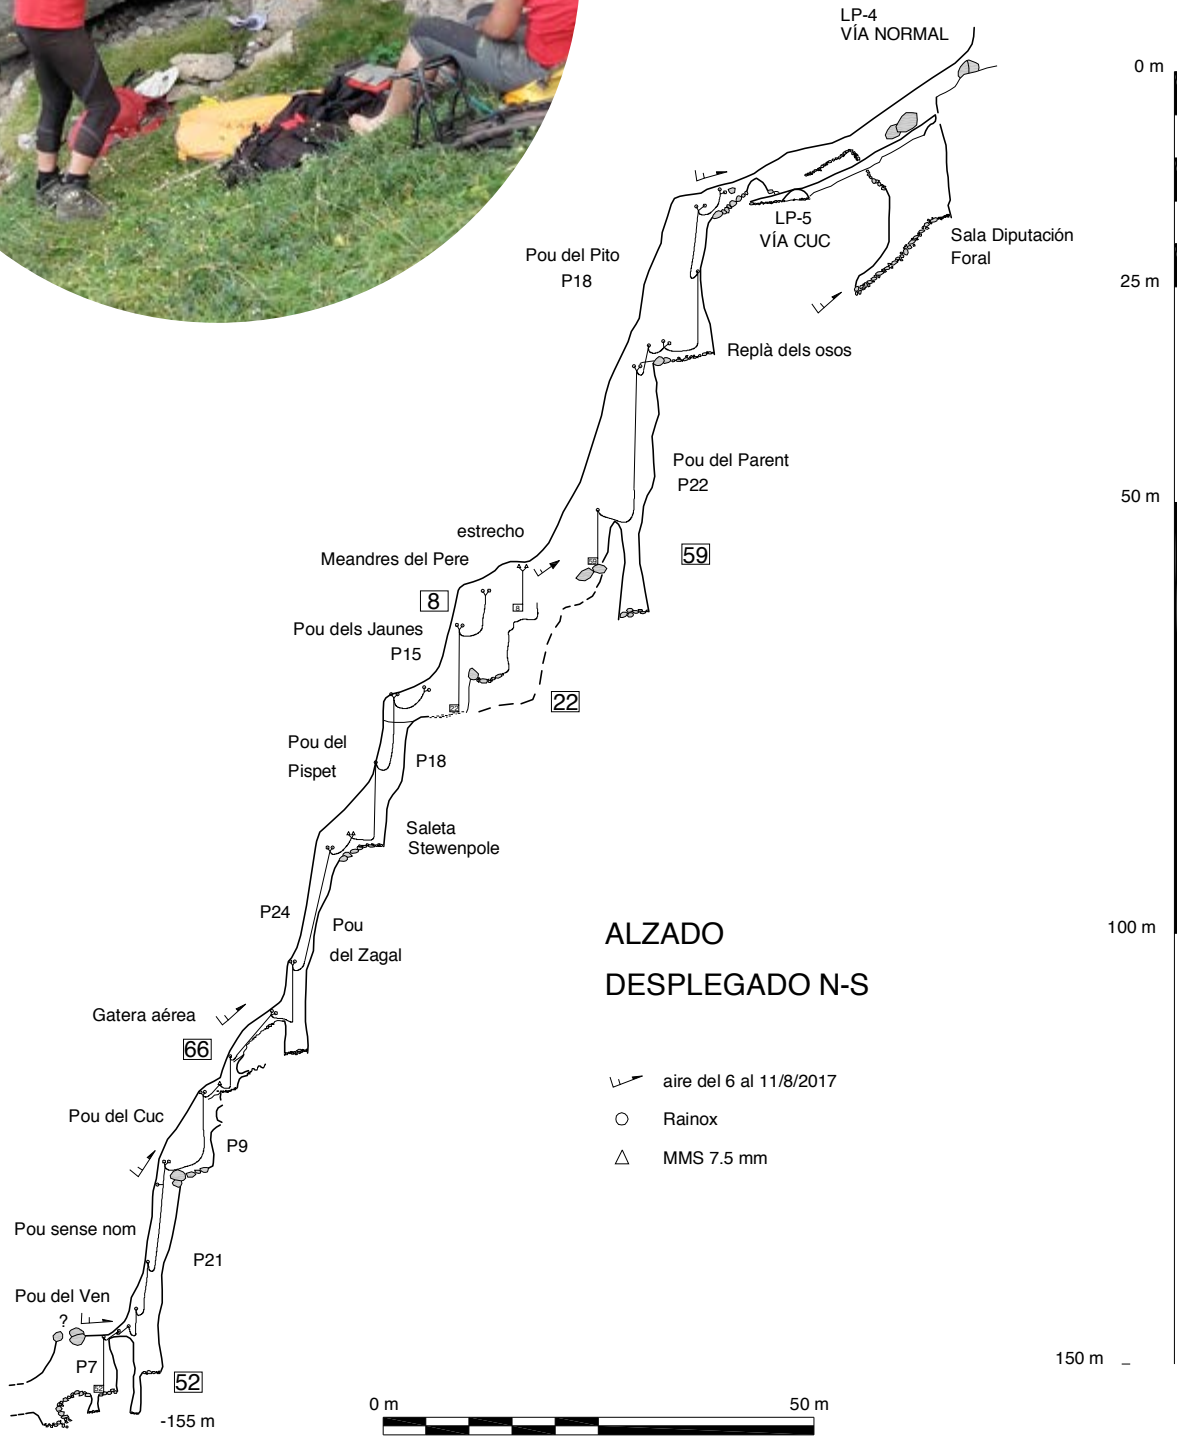 LP-4
VÍA NORMAL
0 m
LP-5
VÍA CUC
Sala Diputación
Foral
Pou del Pito
P18
25 m
Replà dels osos
Pou del Parent
P22
50 m
estrecho
Meandres del Pere
59
8
8
Pou dels Jaunes
P15
22
Pou del
Pispet
P18
Saleta
Stewenpole
P24
Pou
del Zagal
ALZADO
DESPLEGADO N-S
100 m
Gatera aérea
66
aire del 6 al 11/8/2017
Rainox
MMS 7.5 mm
Pou del Cuc
P9
Pou sense nom
P21
Pou del Ven
?
P7
52
150 m
-155 m
0 m
50 m